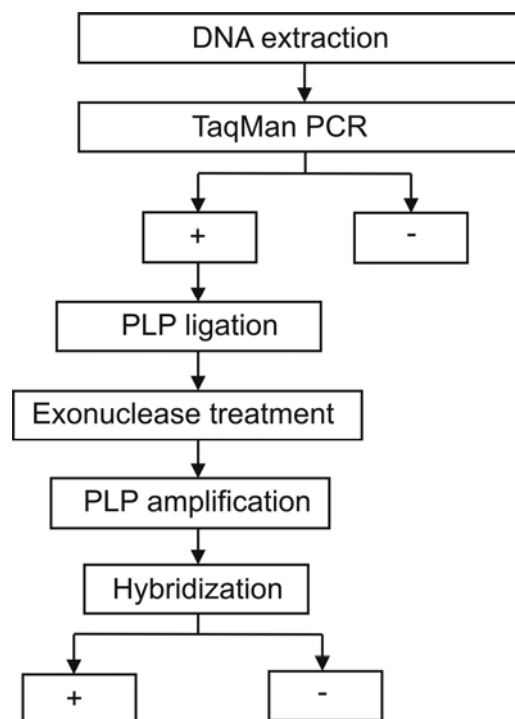 DNA extraction
TaqMan PCR
+
-
PLP ligation
Exonuclease treatment
PLP amplification
Hybridization
+
-